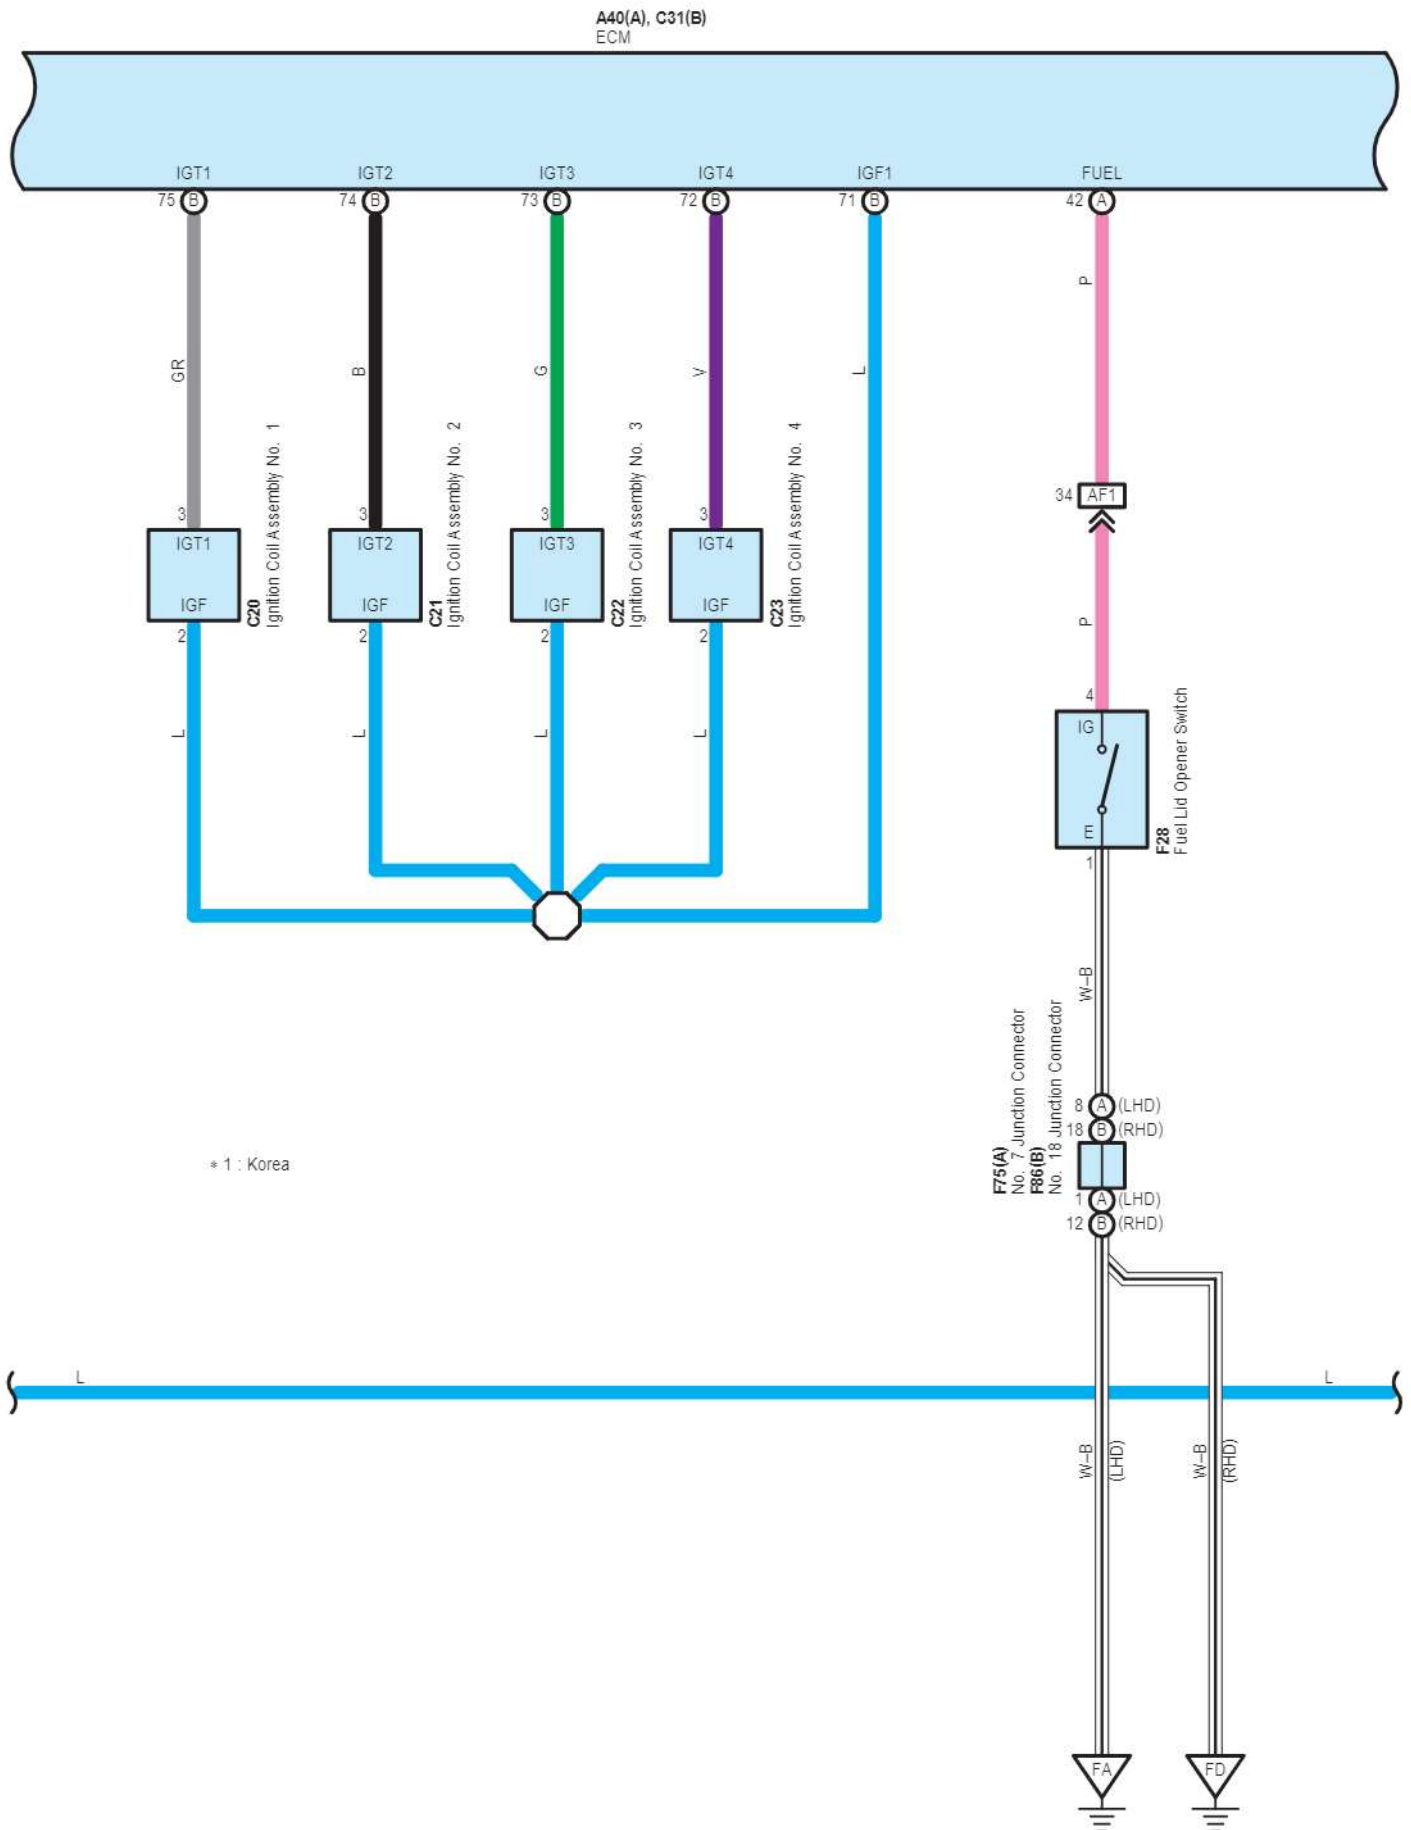 A40(A), C31(B)
ECM
IGT1 IGT2 IGT3 IGT4 IGF1 FUEL
75 B 74 B 73 B 72 B 71 B 42 A
P
GR B G V L
Ignition Coil Assembly No. 1
Ignition Coil Assembly No. 2
Ignition Coil Assembly No. 3
Ignition Coil Assembly No. 4
34 AF1
3 3 3 3
IGT1 IGT2 IGT3 IGT4
IGF IGF IGF IGF
C20 C21 C22 C23
2 2 2 2
P
4
IG
L L L L
Fuel Lid Opener Switch
F28
E
1
W-B
F75(A)
No. 7 Junction Connector
F86(B)
No. 18 Junction Connector
8 A (LHD)
18 B (RHD)
* 1 : Korea
1 A (LHD)
12 B (RHD)
L L
W-B (LHD) W-B (RHD)
FA FD